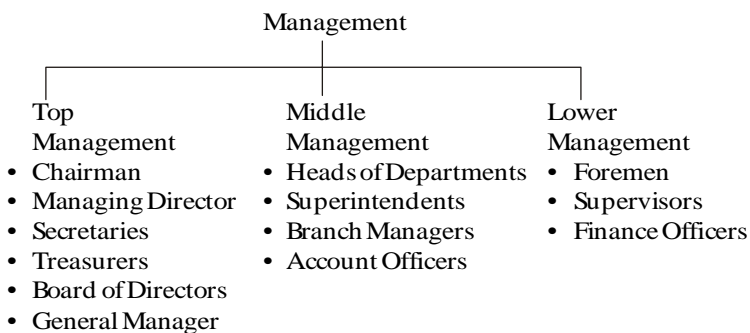 Management
Top
Management
• Chairman
• Managing Director
• Secretaries
• Treasurers
• Board of Directors
• General Manager
Middle
Management
• Heads of Departments
• Superintendents
• Branch Managers
• Account Officers
Lower
Management
• Foremen
• Supervisors
• Finance Officers